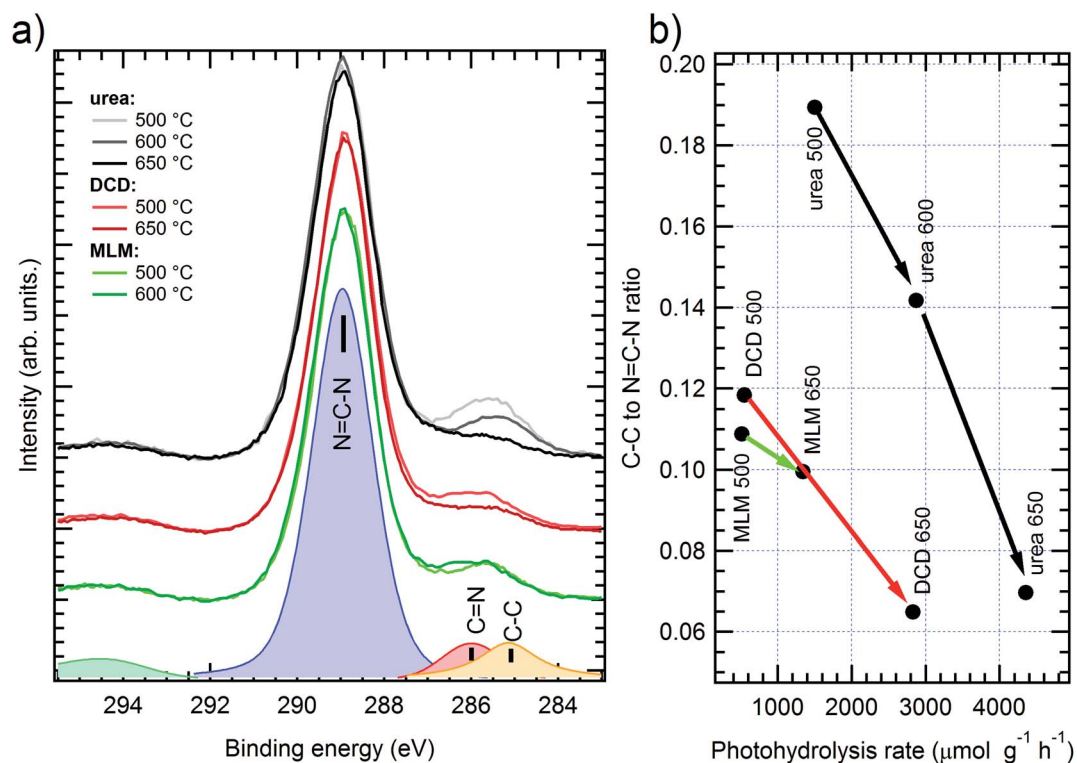 a)
urea:
500 °C
600 °C
650 °C
DCD:
500 °C
650 °C
MLM:
500 °C
600 °C
N=C-N
C=N
C-C
Intensity (arb. units.)
294
292
290
288
286
284
Binding energy (eV)
b)
0.20
0.18
0.16
0.14
0.12
0.10
0.08
0.06
C-C to N=C-N ratio
urea 500
urea 600
DCD 500
MLM 650
MLM 500
DCD 650
urea 650
1000
2000
3000
4000
Photohydrolysis rate (μmol g⁻¹ h⁻¹)